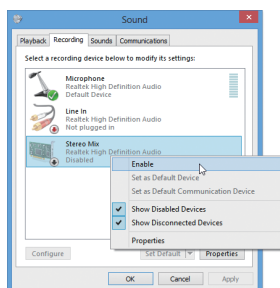 Sound
Playback Recording Sounds Communications
Select a recording device below to modify its settings:
Microphone
Realtek High Definition Audio
Default Device
Line In
Realtek High Definition Audio
Not plugged in
Stereo Mix
Realtek High Definition Audio
Disabled
Enable
Set as Default Device
Set as Default Communication Device
Show Disabled Devices
Show Disconnected Devices
Properties
Configure Set Default Properties
OK Cancel Apply